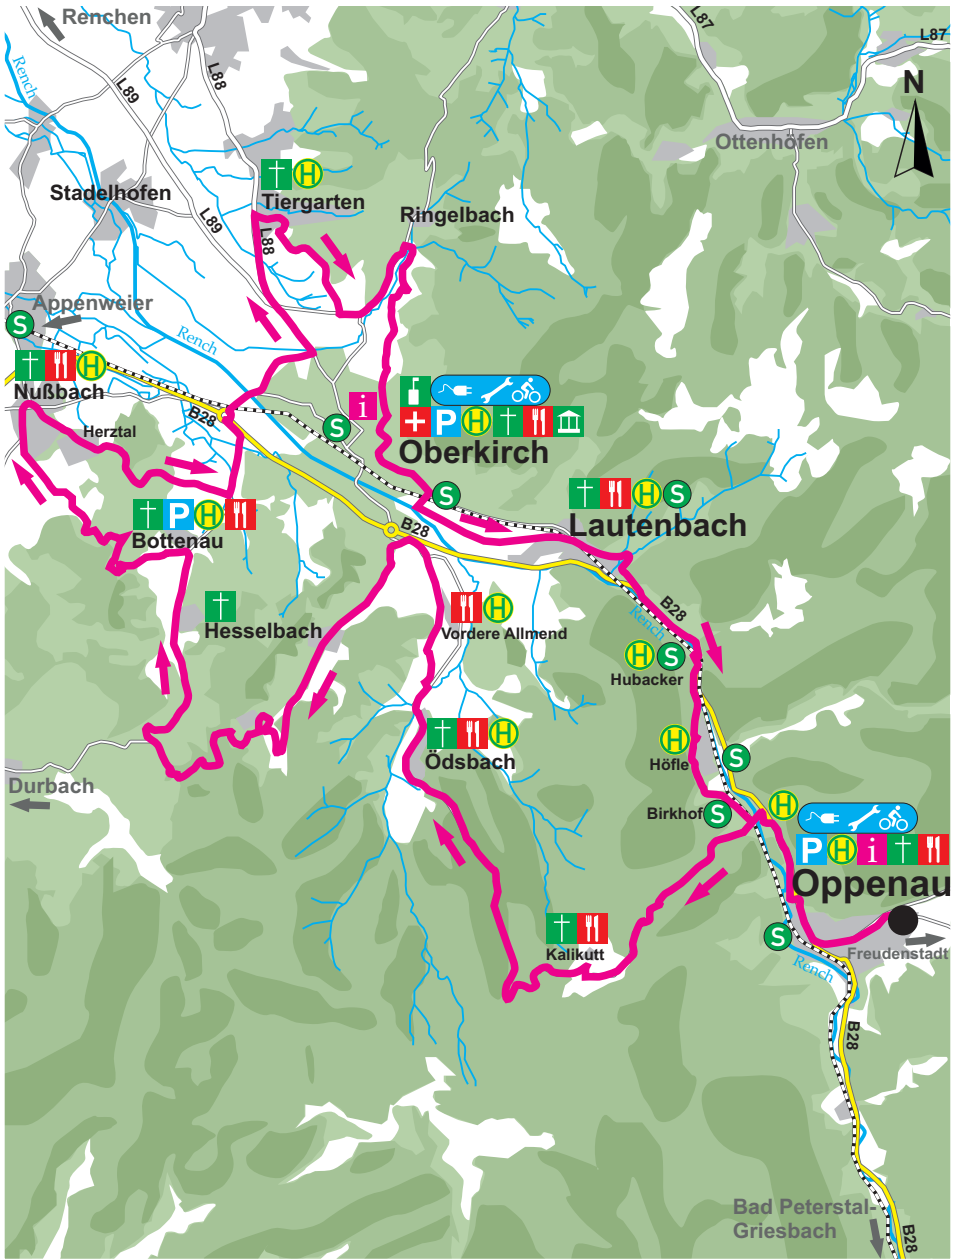 Renchen
L87
L87
Rench
L89
L88
N
Ottenhöfen
Stadelhofen
H
Tiergarten
Ringelbach
L89
L88
Appenweier
S
Rench
H
Nußbach
B28
Herztal
i
S
P H
Oberkirch
S
H S
Lautenbach
P H
Bottenau
B28
Hesselbach
H
Vordere Allmend
B28
Rench
H S
Hubacker
H
Ödsbach
H
Höfle
S
Durbach
Birkhof S
H
P H i
Oppenau
Kalikutt
S
Freudenstadt
Rench
B28
Bad Peterstal-
Griesbach
B28